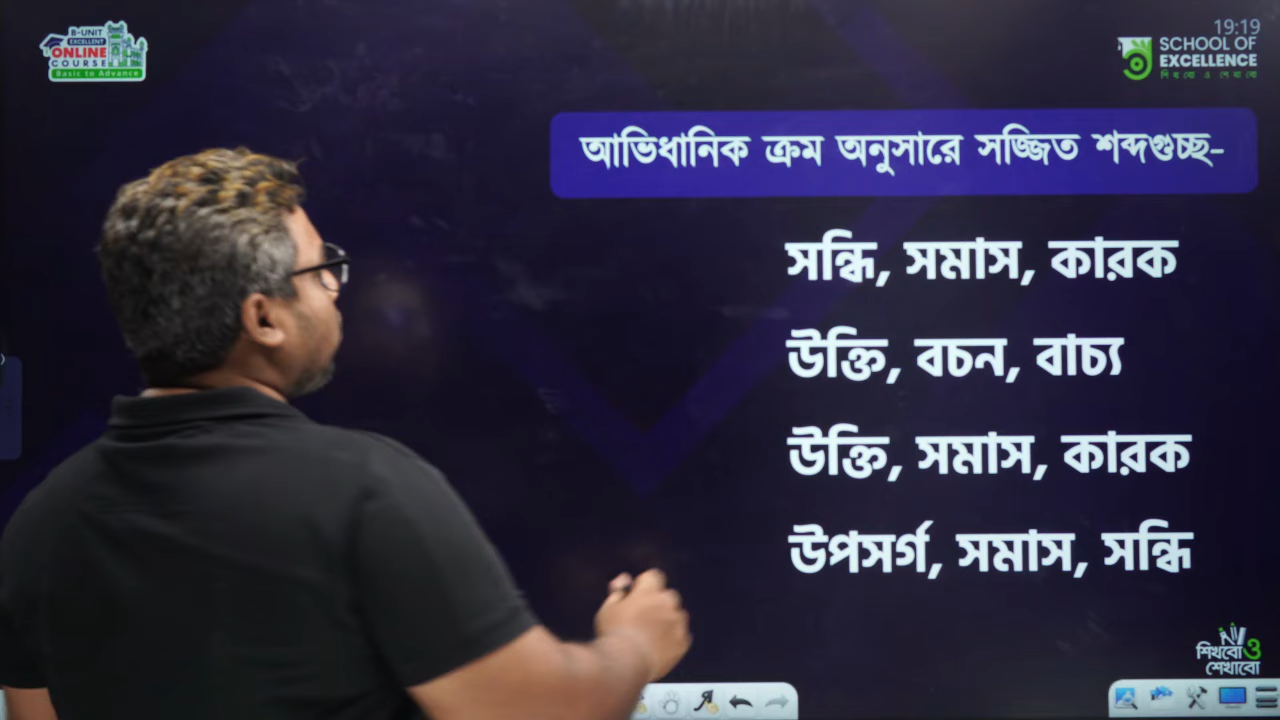 B-UNIT
EXCELLENT
ONLINE
COURSE
Basic to Advance
19:19
SCHOOL OF
EXCELLENCE
শিখবো ও শেখাবো
আভিধানিক ক্রম অনুসারে সজ্জিত শব্দগুচ্ছ-
সন্ধি, সমাস, কারক
উক্তি, বচন, বাচ্য
উক্তি, সমাস, কারক
উপসর্গ, সমাস, সন্ধি
শিখবো ও
শেখাবো